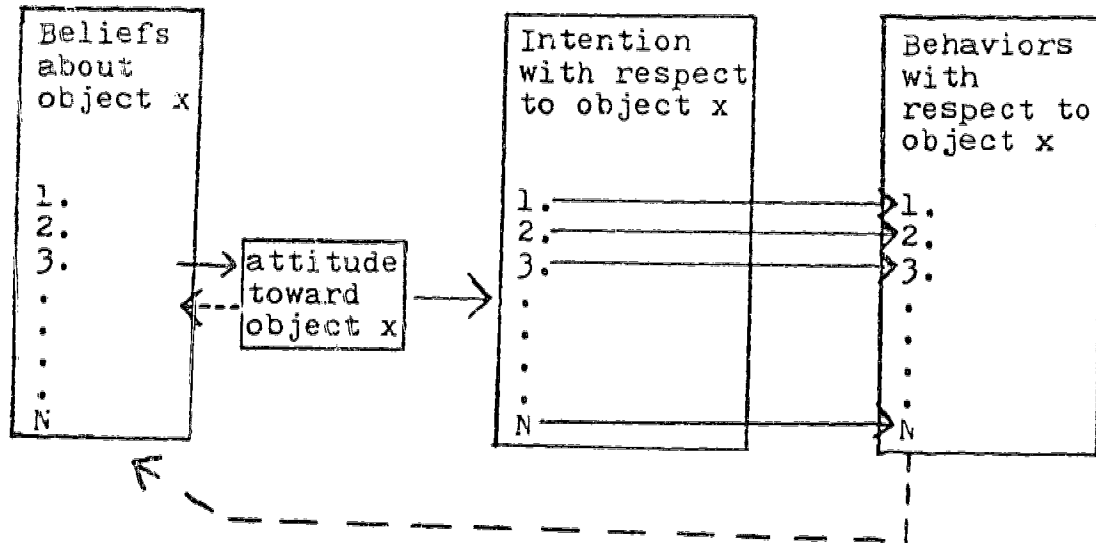 Beliefs
about
object x
1.
2.
3.
.
.
.
.
N
attitude
toward
object x
Intention
with respect
to object x
1.
2.
3.
.
.
.
.
N
Behaviors
with
respect to
object x
1.
2.
3.
.
.
.
.
N